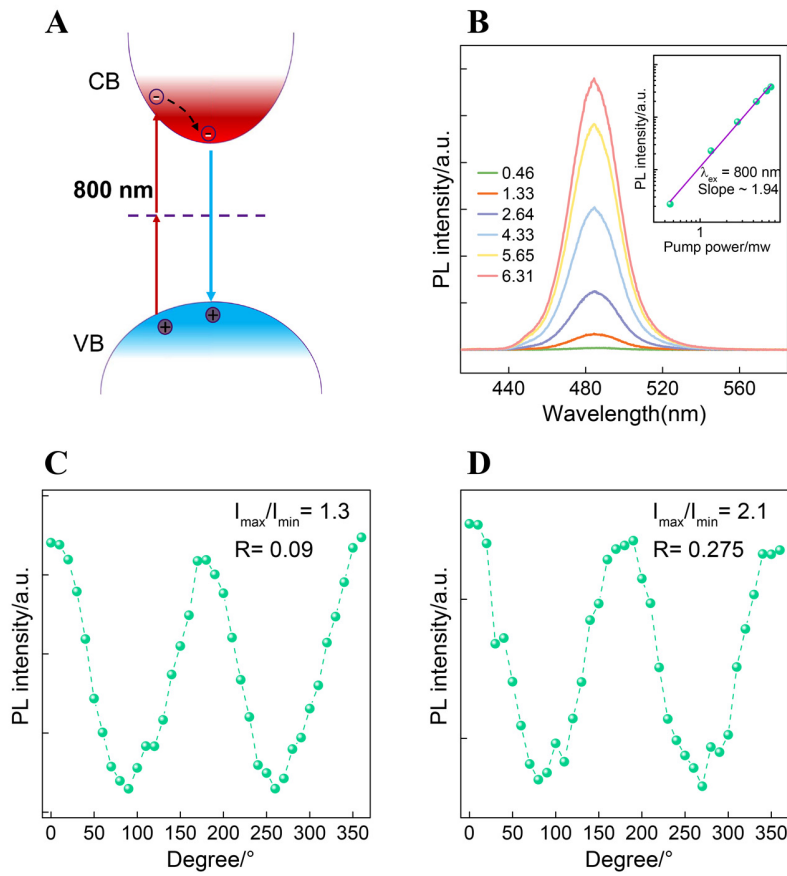 A
CB
800 nm
VB
B
PL intensity/a.u.
0.46
1.33
2.64
4.33
5.65
6.31
440
480
520
560
Wavelength(nm)
PL intensity/a.u.
λex = 800 nm
Slope ~ 1.94
1
Pump power/mw
C
PL intensity/a.u.
Imax/Imin= 1.3
R= 0.09
0 50 100 150 200 250 300 350
Degree/°
D
PL intensity/a.u.
Imax/Imin= 2.1
R= 0.275
0 50 100 150 200 250 300 350
Degree/°